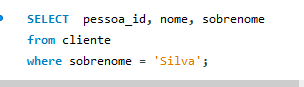 SELECT  pessoa_id, nome, sobrenome
from cliente
where sobrenome = 'Silva';